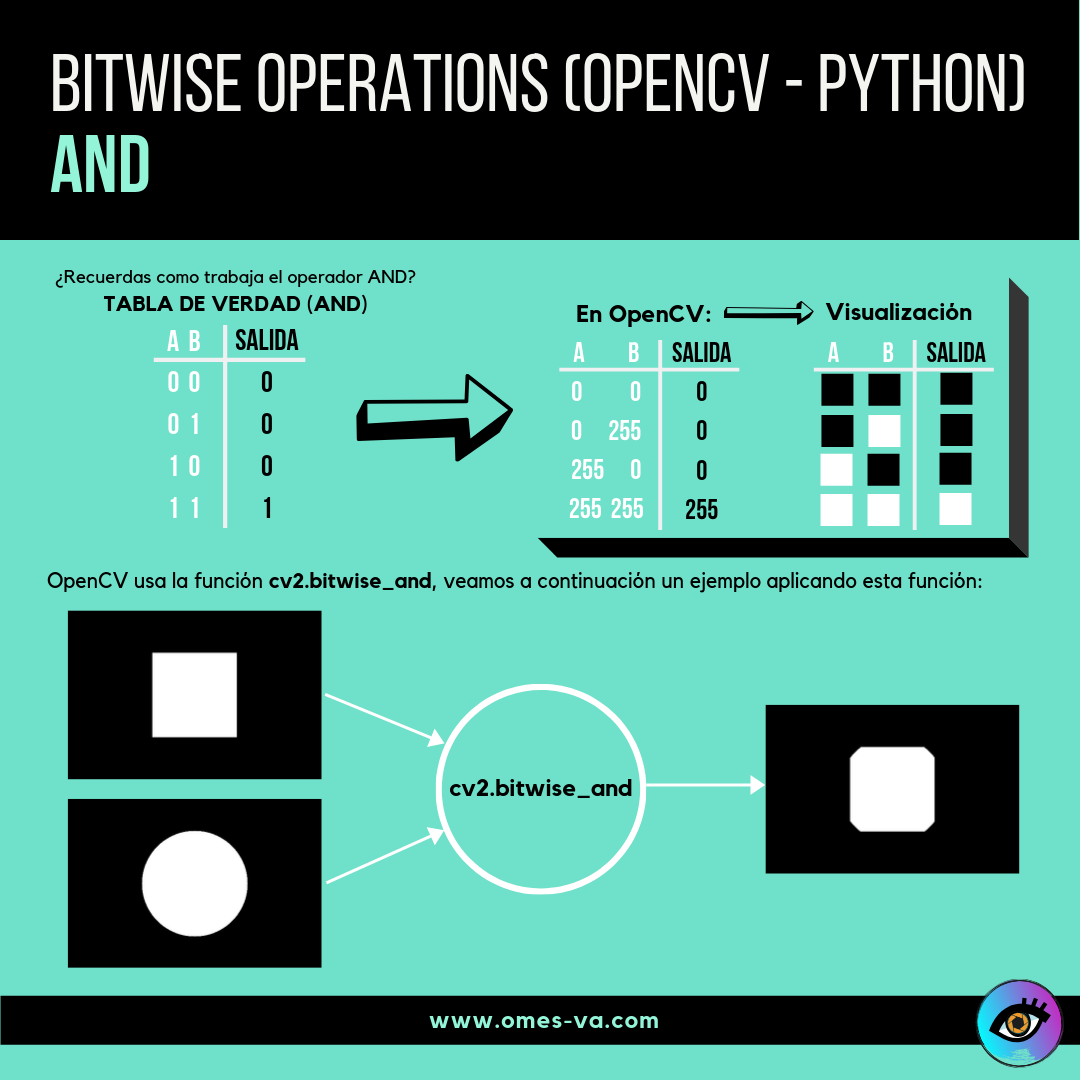 BITWISE OPERATIONS (OPENCV - PYTHON)
AND
¿Recuerdas como trabaja el operador AND?
TABLA DE VERDAD (AND)
A B SALIDA
0 0 0
0 1 0
1 0 0
1 1 1
En OpenCV:
A B SALIDA
0 0 0
0 255 0
255 0 0
255 255 255
Visualización
A B SALIDA
OpenCV usa la función cv2.bitwise_and, veamos a continuación un ejemplo aplicando esta función:
cv2.bitwise_and
www.omes-va.com